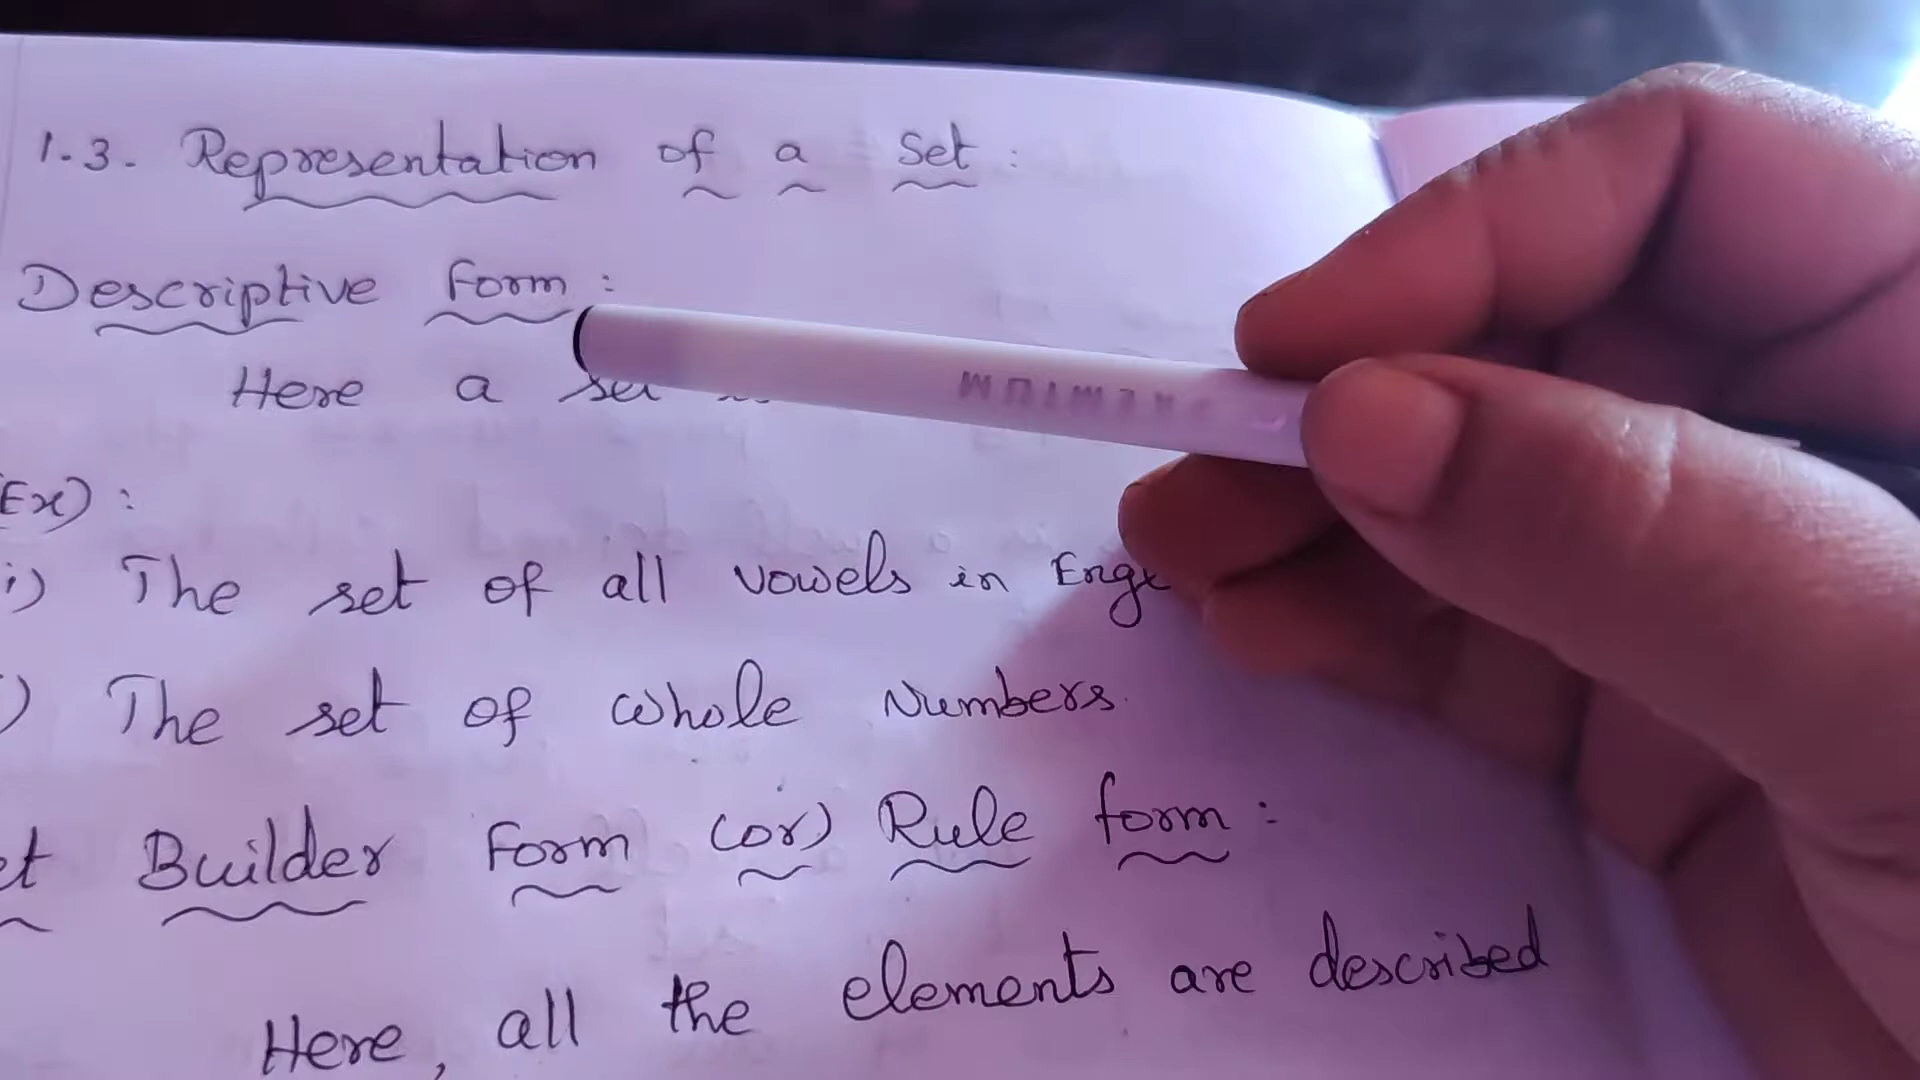 1.3. Representation of a Set :
Descriptive Form :
Here a
Ex) :
i) The set of all vowels in
) The set of whole Numbers.
Builder Form (or) Rule form :
Here, all the elements are described